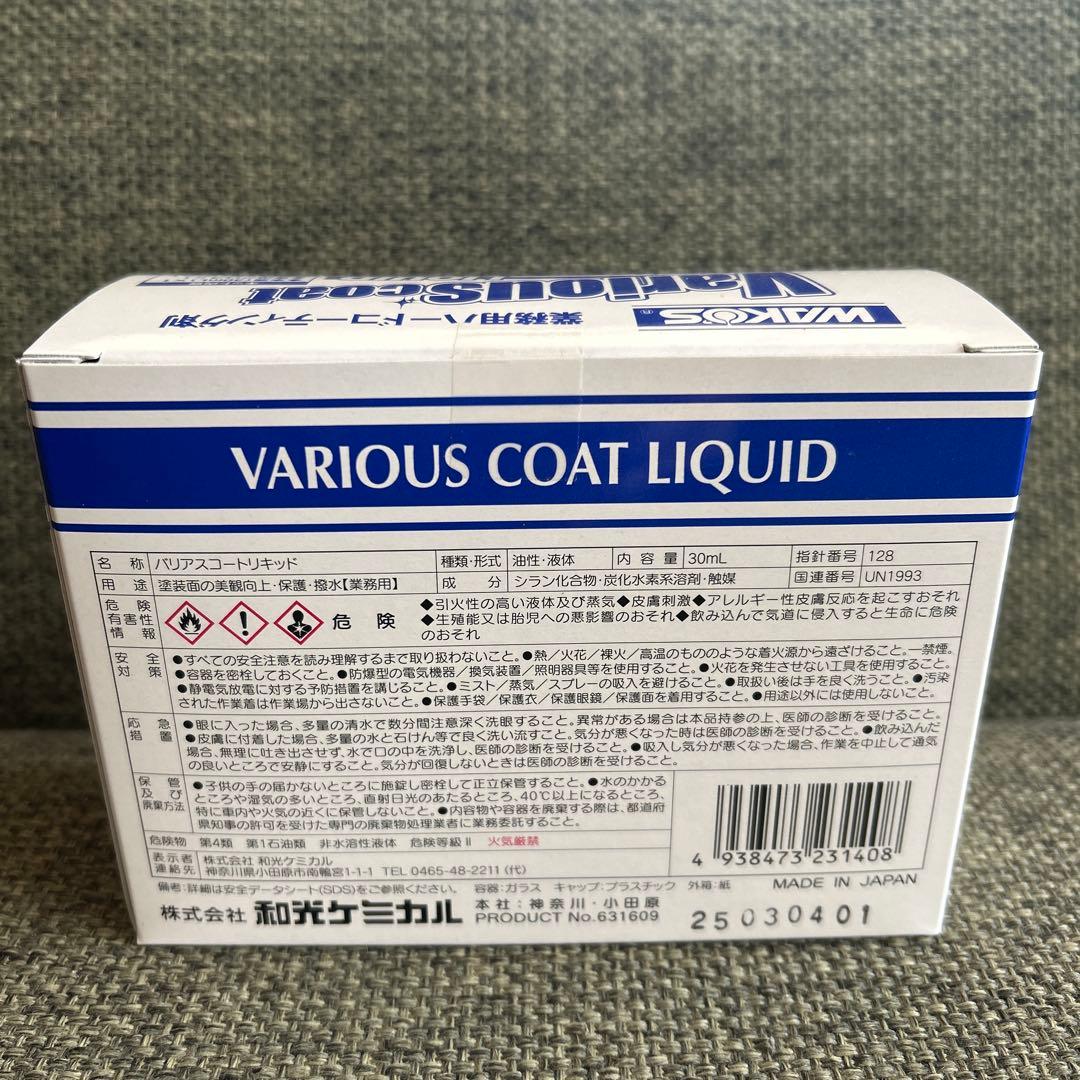 WAKO'S
VariouScoat
業務用ハードコーティング剤
VARIOUS COAT LIQUID
名称 バリアスコートリキッド 種類・形式 油性・液体 内容量 30mL 指針番号 128
用途 塗装面の美観向上・保護・撥水【業務用】 成分 シラン化合物・炭化水素系溶剤・触媒 国連番号 UN1993
危険有害性情報 危険 ◆引火性の高い液体及び蒸気◆皮膚刺激◆アレルギー性皮膚反応を起こすおそれ
◆生殖能又は胎児への悪影響のおそれ◆飲み込んで気道に侵入すると生命に危険
のおそれ
安全対策 ●すべての安全注意を読み理解するまで取り扱わないこと。●熱/火花/裸火/高温のもののような着火源から遠ざけること。一禁煙。
●容器を密栓しておくこと。●防爆型の電気機器/換気装置/照明器具等を使用すること。●火花を発生させない工具を使用すること。
●静電気放電に対する予防措置を講じること。●ミスト/蒸気/スプレーの吸入を避けること。●取扱い後は手を良く洗うこと。●汚染
された作業着は作業場から出さないこと。●保護手袋/保護衣/保護眼鏡/保護面を着用すること。●用途以外には使用しないこと。
応急措置 ●眼に入った場合、多量の清水で数分間注意深く洗眼すること。異常がある場合は本品持参の上、医師の診断を受けること。
●皮膚に付着した場合、多量の水と石けん等で良く洗い流すこと。気分が悪くなった時は医師の診断を受けること。●飲み込んだ
場合、無理に吐き出させず、水で口の中を洗浄し、医師の診断を受けること。●吸入し気分が悪くなった場合、作業を中止して通気
の良いところで安静にすること。気分が回復しないときは医師の診断を受けること。
保管及び廃棄方法 ●子供の手の届かないところに施錠し密栓して正立保管すること。●水のかかる
ところや湿気の多いところ、直射日光のあたるところ、40℃以上になるところ、
特に車内や火気の近くに保管しないこと。●内容物や容器を廃棄する際は、都道府
県知事の許可を受けた専門の廃棄物処理業者に業務委託すること。
危険物 第4類 第1石油類 非水溶性液体 危険等級Ⅱ 火気厳禁
表示者連絡先 株式会社 和光ケミカル
神奈川県小田原市南鴨宮1-1-1 TEL 0465-48-2211(代)
4 938473 231408
備考:詳細は安全データシート(SDS)をご参照ください。 容器:ガラス キャップ:プラスチック 外箱:紙 MADE IN JAPAN
株式会社 和光ケミカル 本社:神奈川・小田原
PRODUCT No.631609
25030401